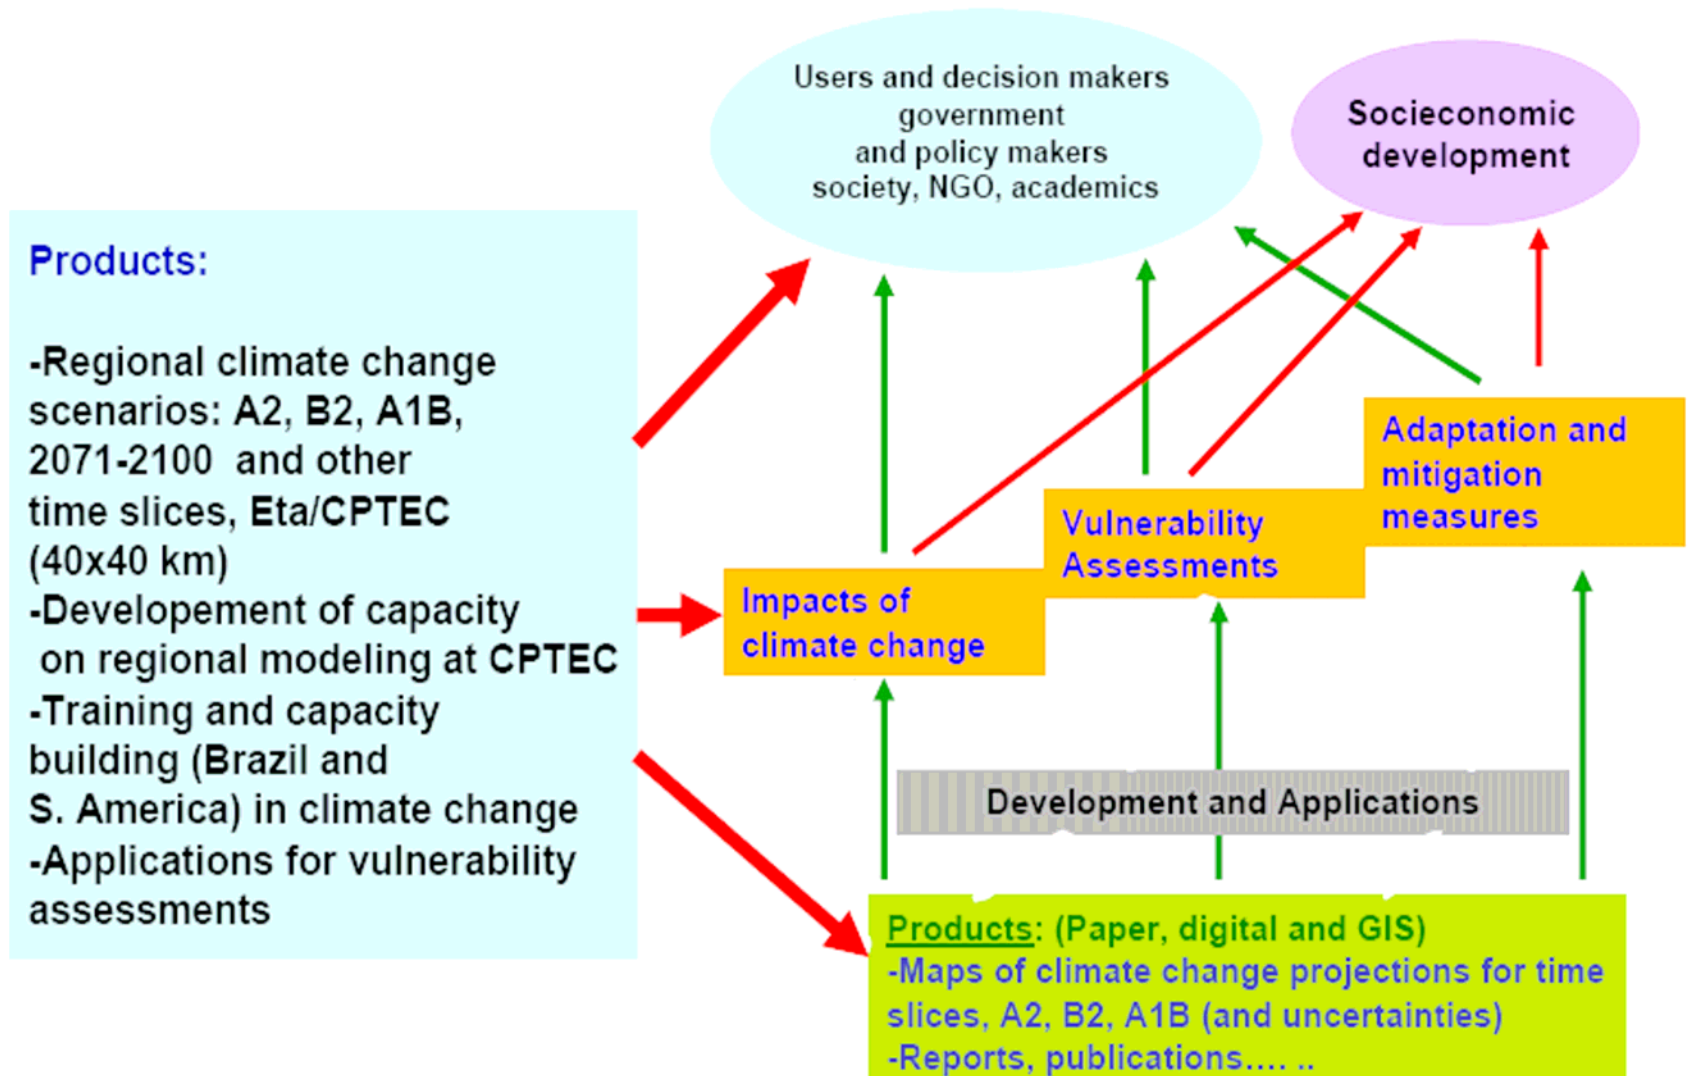 Users and decision makers
government
and policy makers
society, NGO, academics
Socieconomic
development
Products:
-Regional climate change
scenarios: A2, B2, A1B,
2071-2100 and other
time slices, Eta/CPTEC
(40x40 km)
-Developement of capacity
on regional modeling at CPTEC
-Training and capacity
building (Brazil and
S. America) in climate change
-Applications for vulnerability
assessments
Adaptation and
mitigation
measures
Vulnerability
Assessments
Impacts of
climate change
Development and Applications
Products: (Paper, digital and GIS)
-Maps of climate change projections for time
slices, A2, B2, A1B (and uncertainties)
-Reports, publications.... ..